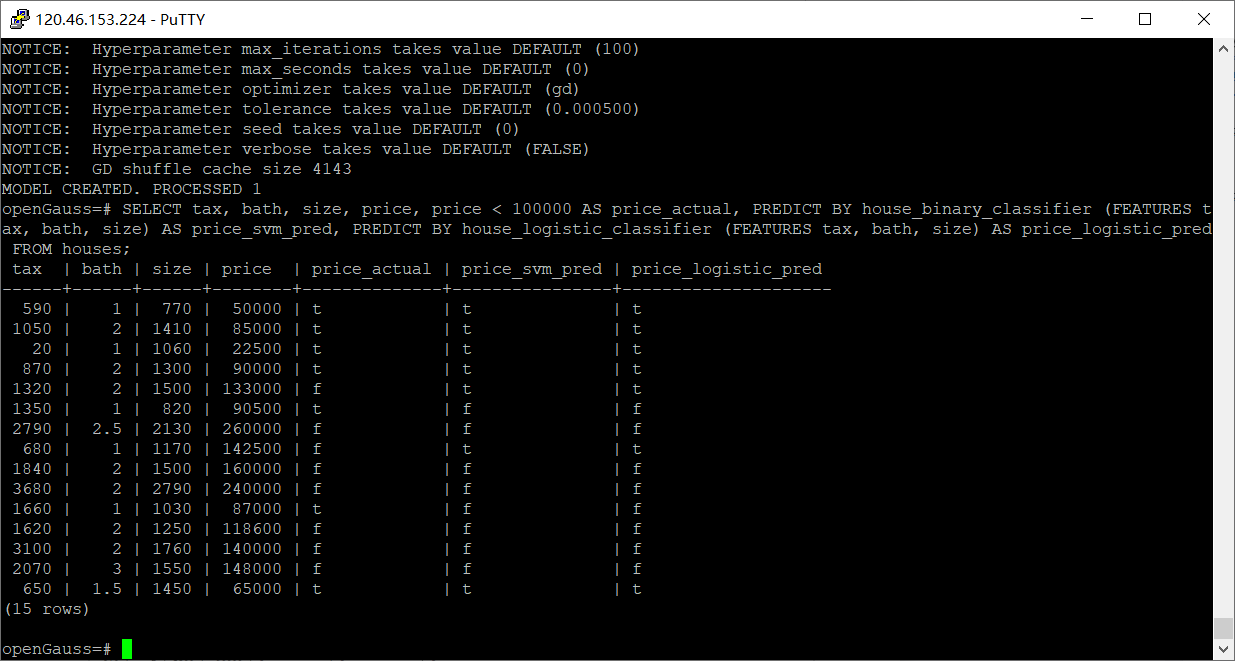 120.46.153.224 - PuTTY
NOTICE:  Hyperparameter max_iterations takes value DEFAULT (100)
NOTICE:  Hyperparameter max_seconds takes value DEFAULT (0)
NOTICE:  Hyperparameter optimizer takes value DEFAULT (gd)
NOTICE:  Hyperparameter tolerance takes value DEFAULT (0.000500)
NOTICE:  Hyperparameter seed takes value DEFAULT (0)
NOTICE:  Hyperparameter verbose takes value DEFAULT (FALSE)
NOTICE:  GD shuffle cache size 4143
MODEL CREATED. PROCESSED 1
openGauss=# SELECT tax, bath, size, price, price < 100000 AS price_actual, PREDICT BY house_binary_classifier (FEATURES t
ax, bath, size) AS price_svm_pred, PREDICT BY house_logistic_classifier (FEATURES tax, bath, size) AS price_logistic_pred
 FROM houses;
 tax  | bath | size | price  | price_actual | price_svm_pred | price_logistic_pred
------+------+------+--------+--------------+----------------+---------------------
  590 |    1 |  770 |  50000 | t            | t              | t
 1050 |    2 | 1410 |  85000 | t            | t              | t
   20 |    1 | 1060 |  22500 | t            | t              | t
  870 |    2 | 1300 |  90000 | t            | t              | t
 1320 |    2 | 1500 | 133000 | f            | t              | t
 1350 |    1 |  820 |  90500 | t            | f              | f
 2790 |  2.5 | 2130 | 260000 | f            | f              | f
  680 |    1 | 1170 | 142500 | f            | t              | t
 1840 |    2 | 1500 | 160000 | f            | f              | f
 3680 |    2 | 2790 | 240000 | f            | f              | f
 1660 |    1 | 1030 |  87000 | t            | f              | f
 1620 |    2 | 1250 | 118600 | f            | f              | f
 3100 |    2 | 1760 | 140000 | f            | f              | f
 2070 |    3 | 1550 | 148000 | f            | f              | f
  650 |  1.5 | 1450 |  65000 | t            | t              | t
(15 rows)
openGauss=#